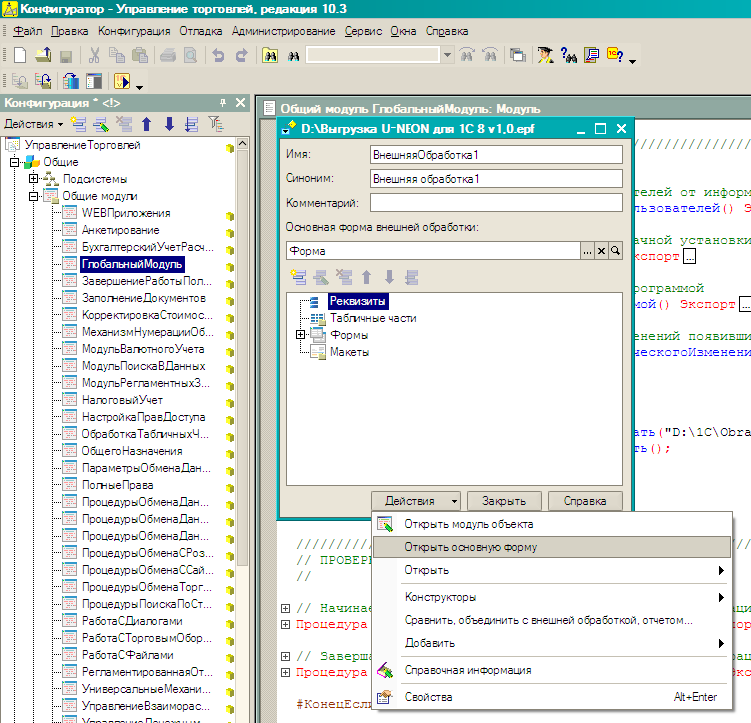 Конфигуратор - Управление торговлей, редакция 10.3
Файл Правка Конфигурация Отладка Администрирование Сервис Окна Справка
Конфигурация * <!>
Действия
УправлениеТорговлей
Общие
Подсистемы
Общие модули
WEBПриложения
Анкетирование
БухгалтерскийУчетРасч...
ГлобальныйМодуль
ЗавершениеРаботыПол...
ЗаполнениеДокументов
КорректировкаСтоимос...
МеханизмНумерацииОб...
МодульВалютногоУчета
МодульПоискаВДанных
МодульРегламентныхЗ...
НалоговыйУчет
НастройкаПравДоступа
ОбработкаТабличныхЧ...
ОбщегоНазначения
ПараметрыОбменаДан...
ПолныеПрава
ПроцедурыОбменаДан...
ПроцедурыОбменаДан...
ПроцедурыОбменаДан...
ПроцедурыОбменаСРоз...
ПроцедурыОбменаССай...
ПроцедурыОбменаТорг...
ПроцедурыПоискаПоСт...
РаботаСДиалогами
РаботаСТорговымОбор...
РаботаСФайлами
РегламентированнаяОт...
УниверсальныеМехани...
УправлениеВзаиморас...
УправлениеДенежным
Общий модуль ГлобальныйМодуль: Модуль
D:\Выгрузка U-NEON для 1С 8 v1,0.epf
Имя: ВнешняяОбработка1
Синоним: Внешняя обработка1
Комментарий:
Основная форма внешней обработки:
Форма
Реквизиты
Табличные части
Формы
Макеты
Действия Закрыть Справка
Открыть модуль объекта
Открыть основную форму
Открыть
Конструкторы
Сравнить, объединить с внешней обработкой, отчетом...
Добавить
Справочная информация
Свойства Alt+Enter
////////////////
телей от информ
льзователей() Э
ачной установки
кспорт ...
рограммой
мой() Экспорт ...
енений появивши
ческогоИзменени
ать("D:\1C\Obra
ть();
////////////////
// ПРОВЕР
//
// Начинае
Процедура
// Заверша
Процедура
#КонецЕсли